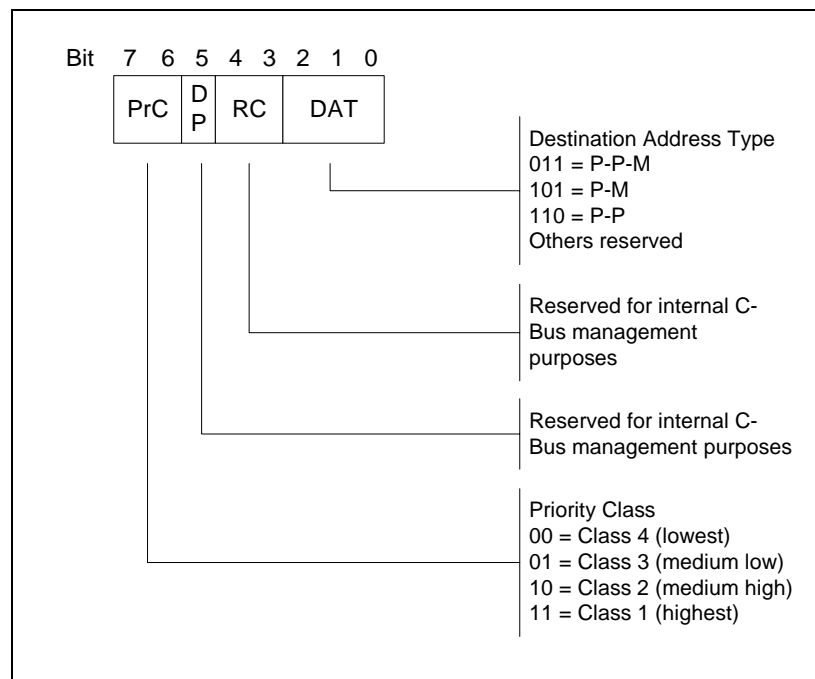 Bit 7 6 5 4 3 2 1 0
PrC DP RC DAT
Destination Address Type
011 = P-P-M
101 = P-M
110 = P-P
Others reserved
Reserved for internal C-
Bus management
purposes
Reserved for internal C-
Bus management purposes
Priority Class
00 = Class 4 (lowest)
01 = Class 3 (medium low)
10 = Class 2 (medium high)
11 = Class 1 (highest)